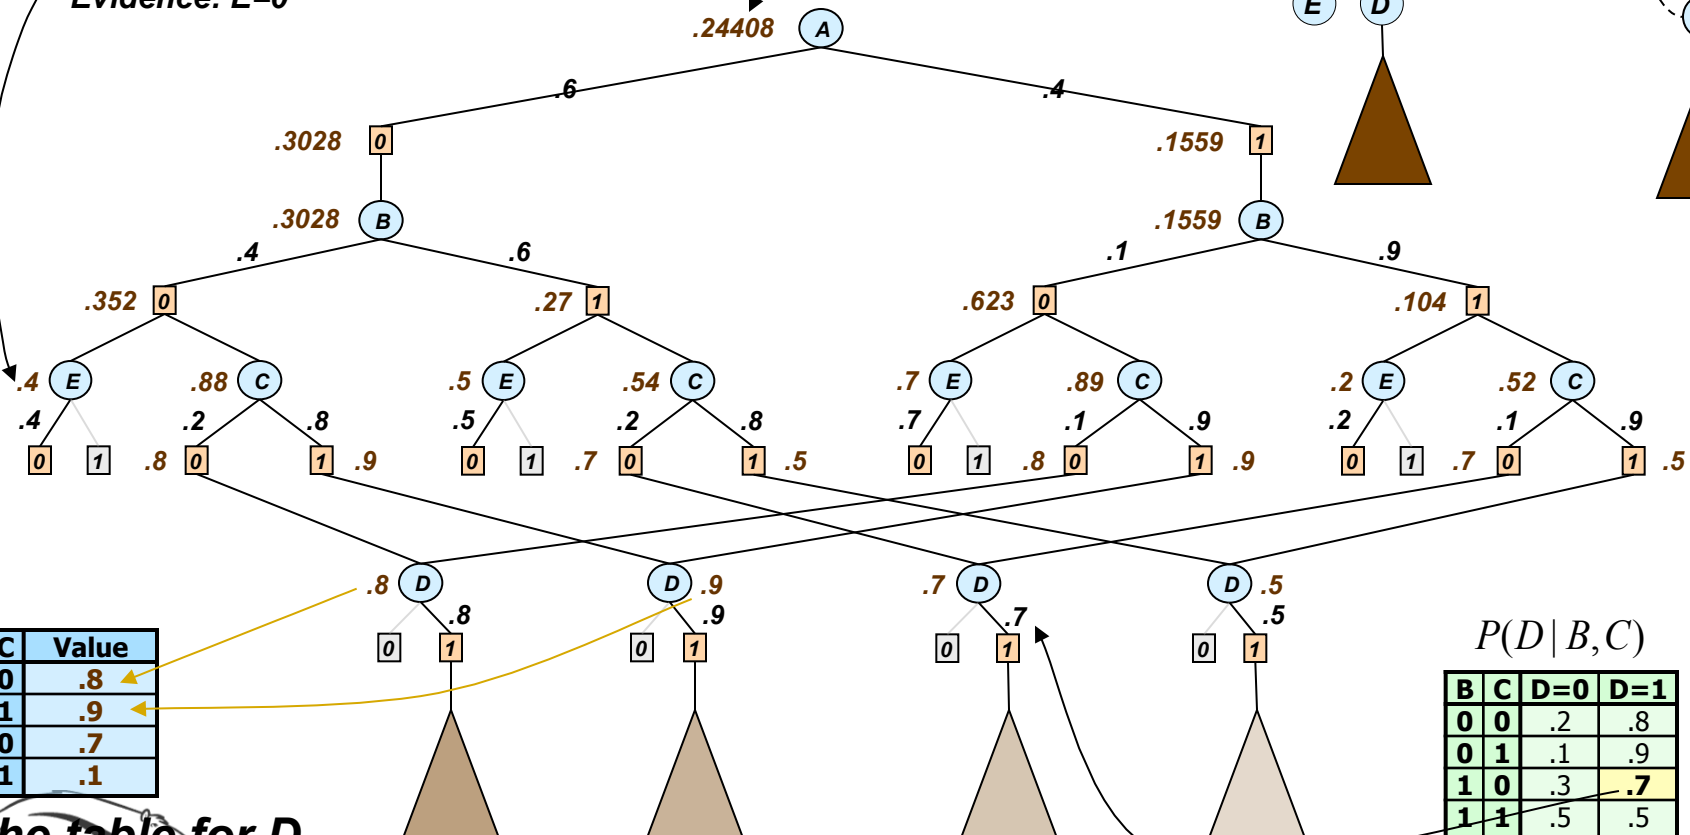 Evidence: E=0
.24408 A
E D
.6 .4
.3028 0 .1559 1
.3028 B .1559 B
.4 .6 .1 .9
.352 0 .27 1 .623 0 .104 1
.4 E .88 C .5 E .54 C .7 E .89 C .2 E .52 C
.4 .2 .8 .5 .2 .8 .7 .1 .9 .2 .1 .9
0 1 .8 0 1 .9 0 1 .7 0 1 .5 0 1 .8 0 1 .9 0 1 .7 0 1 .5
.8 D D .9 .7 D D .5
.8 .9 .7 .5
0 1 0 1 0 1 0 1
C Value
0 .8
1 .9
0 .7
1 .1
P(D|B,C)
B C D=0 D=1
0 0 .2 .8
0 1 .1 .9
1 0 .3 .7
1 1 .5 .5
he table for D